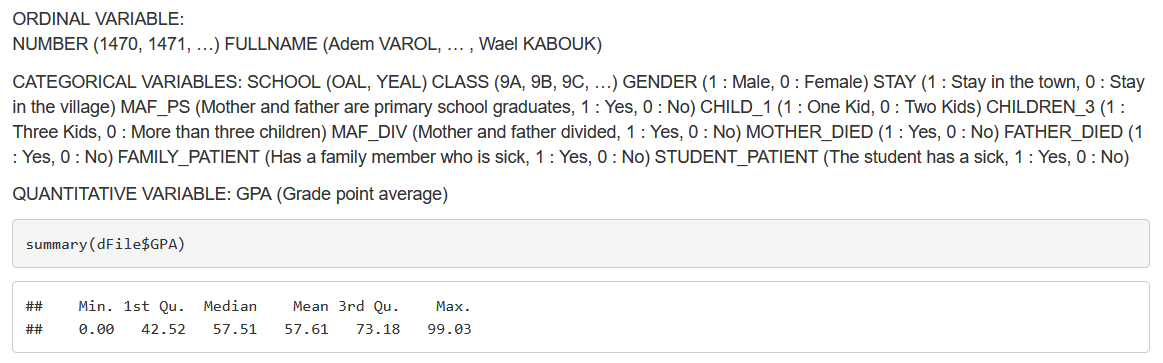 ORDINAL VARIABLE:
NUMBER (1470, 1471, …) FULLNAME (Adem VAROL, … , Wael KABOUK)
CATEGORICAL VARIABLES: SCHOOL (OAL, YEAL) CLASS (9A, 9B, 9C, …) GENDER (1 : Male, 0 : Female) STAY (1 : Stay in the town, 0 : Stay
in the village) MAF_PS (Mother and father are primary school graduates, 1 : Yes, 0 : No) CHILD_1 (1 : One Kid, 0 : Two Kids) CHILDREN_3 (1 :
Three Kids, 0 : More than three children) MAF_DIV (Mother and father divided, 1 : Yes, 0 : No) MOTHER_DIED (1 : Yes, 0 : No) FATHER_DIED (1
: Yes, 0 : No) FAMILY_PATIENT (Has a family member who is sick, 1 : Yes, 0 : No) STUDENT_PATIENT (The student has a sick, 1 : Yes, 0 : No)
QUANTITATIVE VARIABLE: GPA (Grade point average)
summary(dFile$GPA)
##    Min. 1st Qu.  Median    Mean 3rd Qu.    Max.
##    0.00   42.52   57.51   57.61   73.18   99.03